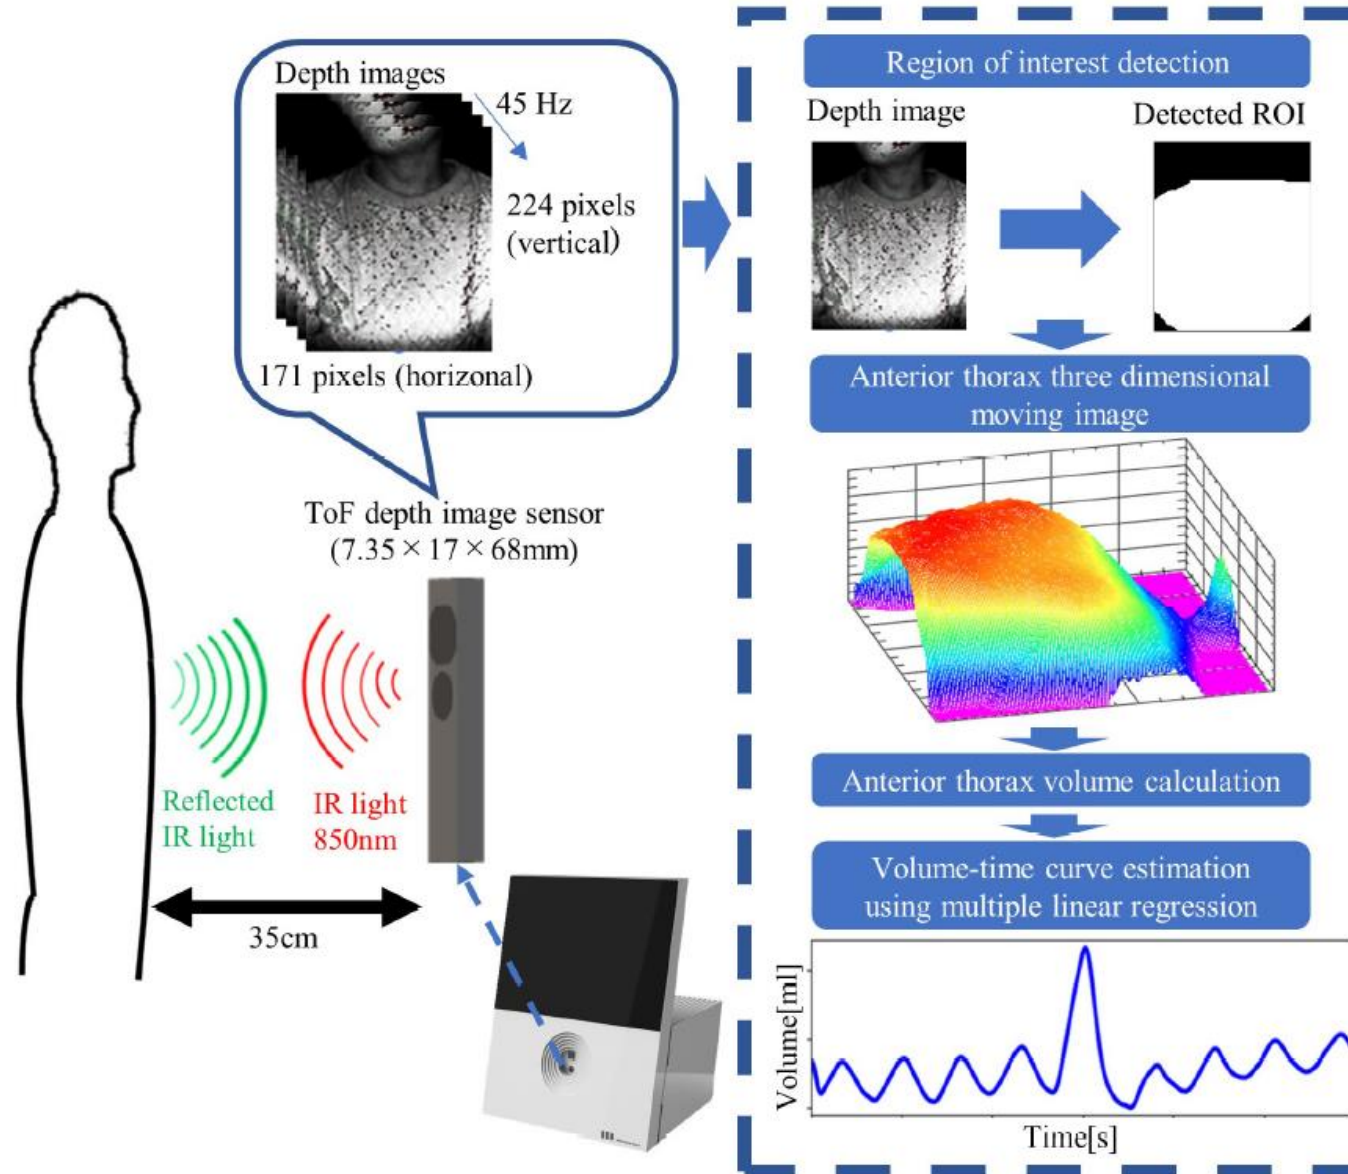 Depth images
45 Hz
224 pixels
(vertical)
171 pixels (horizonal)
ToF depth image sensor
(7.35 × 17 × 68mm)
Reflected
IR light
IR light
850nm
35cm
Region of interest detection
Depth image
Detected ROI
Anterior thorax three dimensional
moving image
Anterior thorax volume calculation
Volume-time curve estimation
using multiple linear regression
Volume[ml]
Time[s]